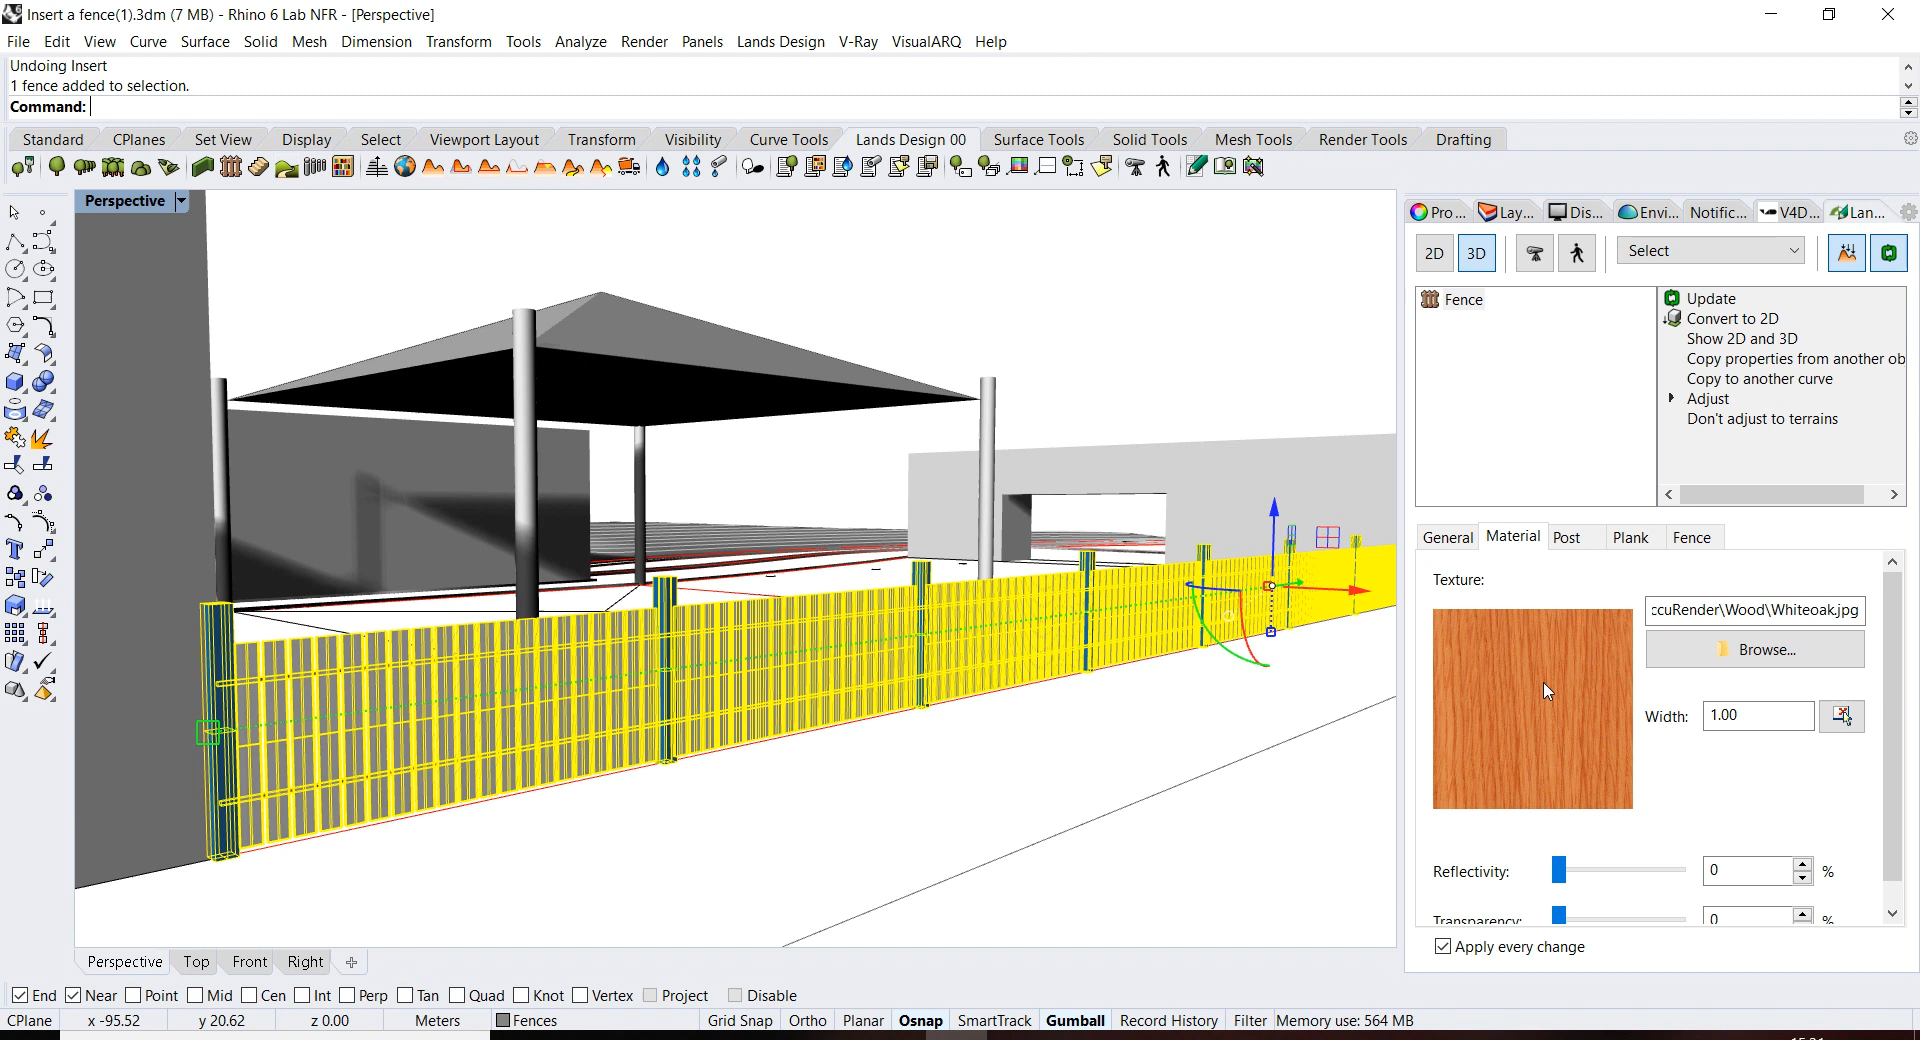 Insert a fence(1).3dm (7 MB) - Rhino 6 Lab NFR - [Perspective]
File Edit View Curve Surface Solid Mesh Dimension Transform Tools Analyze Render Panels Lands Design V-Ray VisualARQ Help
Undoing Insert
1 fence added to selection.
Command:
Standard CPlanes Set View Display Select Viewport Layout Transform Visibility Curve Tools Lands Design 00 Surface Tools Solid Tools Mesh Tools Render Tools Drafting
Perspective
Pro... Lay... Dis... Envi... Notific... V4D... Lan...
2D 3D Select
Fence
Update
Convert to 2D
Show 2D and 3D
Copy properties from another ob
Copy to another curve
Adjust
Don't adjust to terrains
General Material Post Plank Fence
Texture:
ccuRender\Wood\Whiteoak.jpg
Browse...
Width: 1.00
Reflectivity: 0 %
Transparency: 0 %
Apply every change
Perspective Top Front Right
End Near Point Mid Cen Int Perp Tan Quad Knot Vertex Project Disable
CPlane x -95.52 y 20.62 z 0.00 Meters Fences Grid Snap Ortho Planar Osnap SmartTrack Gumball Record History Filter Memory use: 564 MB